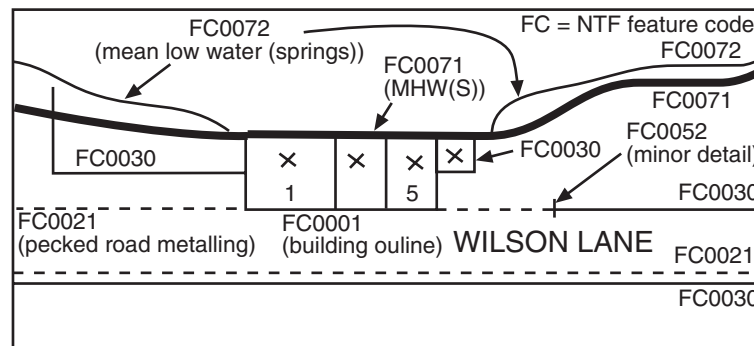 FC0072
(mean low water (springs))
FC = NTF feature code
FC0072
FC0071
(MHW(S))
FC0071
FC0052
(minor detail)
FC0030
FC0030
1
5
FC0030
FC0021
(pecked road metalling)
FC0001
(building ouline)
WILSON LANE
FC0021
FC0030